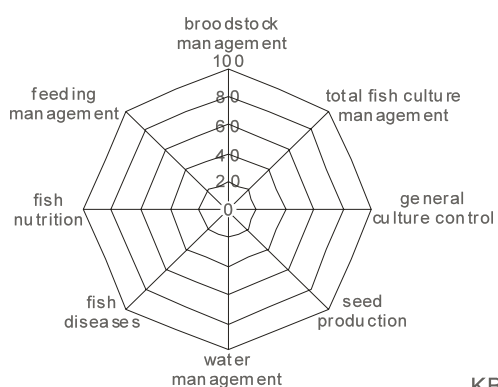 broodstock
management
100
80
60
40
20
0
total fish culture
management
general
culture control
seed
production
water
management
fish
diseases
fish
nutrition
feeding
management